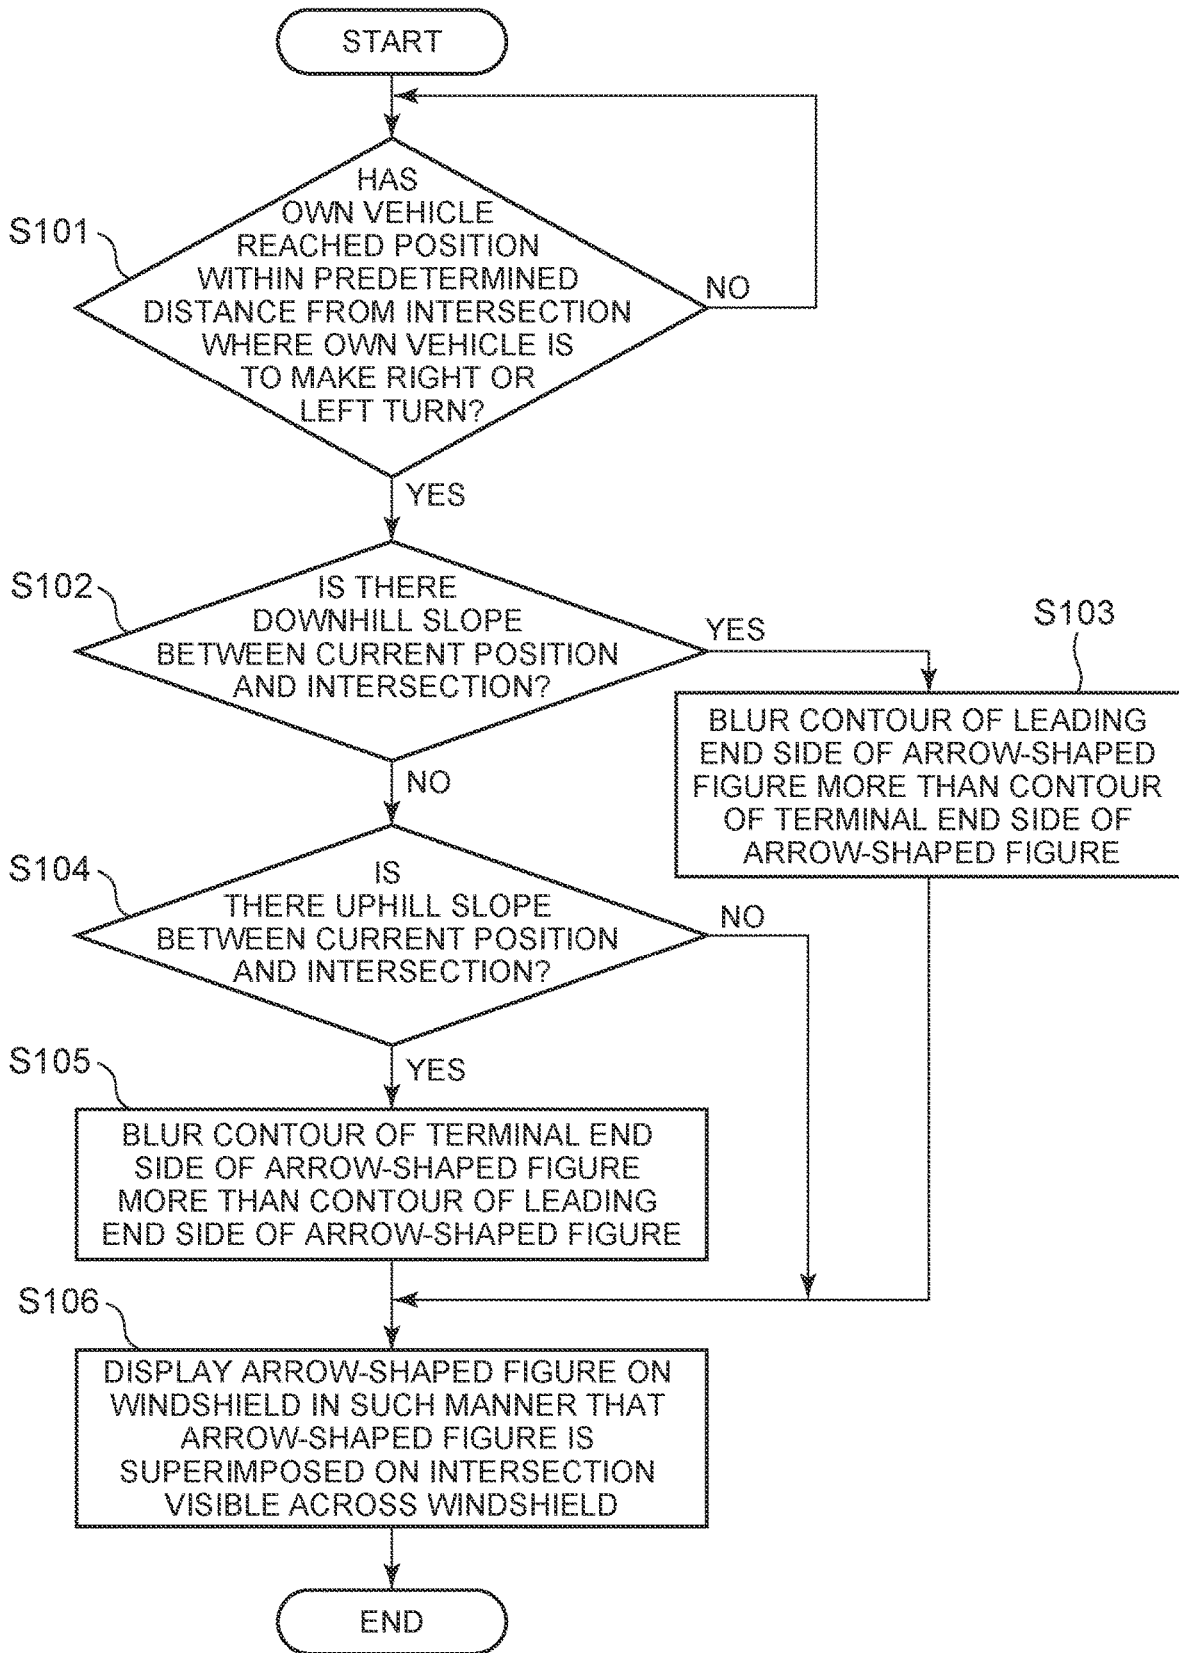 START
S101
HAS
OWN VEHICLE
REACHED POSITION
WITHIN PREDETERMINED
DISTANCE FROM INTERSECTION
WHERE OWN VEHICLE IS
TO MAKE RIGHT OR
LEFT TURN?
NO
YES
S102
IS THERE
DOWNHILL SLOPE
BETWEEN CURRENT POSITION
AND INTERSECTION?
YES
S103
BLUR CONTOUR OF LEADING
END SIDE OF ARROW-SHAPED
FIGURE MORE THAN CONTOUR
OF TERMINAL END SIDE OF
ARROW-SHAPED FIGURE
NO
S104
IS
THERE UPHILL SLOPE
BETWEEN CURRENT POSITION
AND INTERSECTION?
NO
YES
S105
BLUR CONTOUR OF TERMINAL END
SIDE OF ARROW-SHAPED FIGURE
MORE THAN CONTOUR OF LEADING
END SIDE OF ARROW-SHAPED FIGURE
S106
DISPLAY ARROW-SHAPED FIGURE ON
WINDSHIELD IN SUCH MANNER THAT
ARROW-SHAPED FIGURE IS
SUPERIMPOSED ON INTERSECTION
VISIBLE ACROSS WINDSHIELD
END